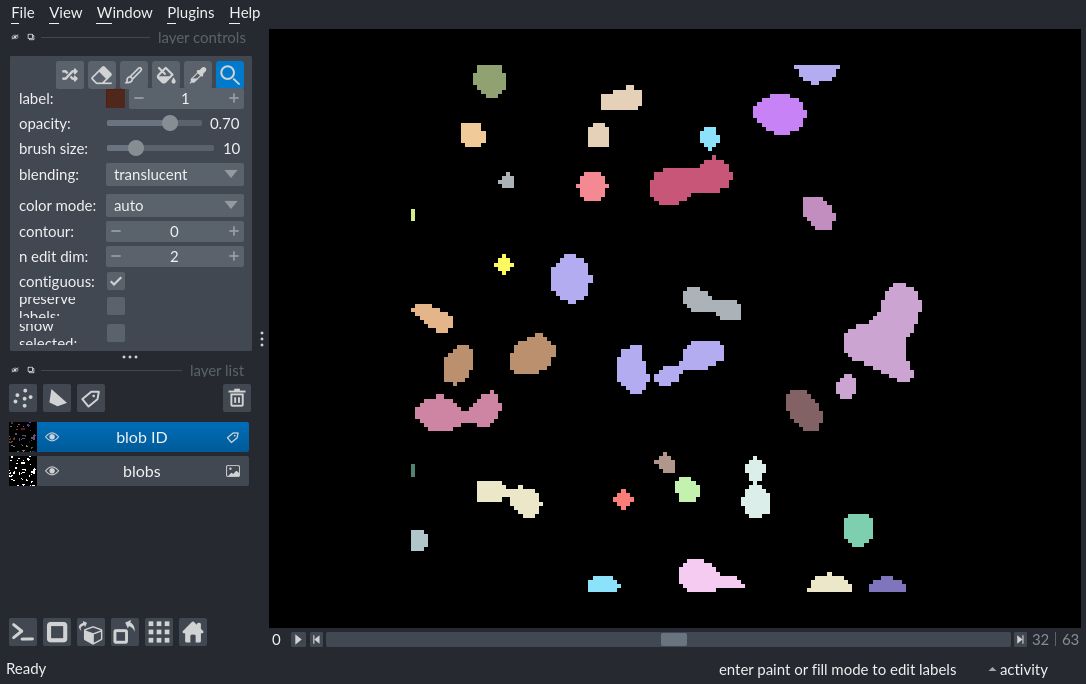 File View Window Plugins Help
layer controls
label: 1
opacity: 0.70
brush size: 10
blending: translucent
color mode: auto
contour: 0
n edit dim: 2
contiguous:
preserve
labels:
show
selected:
layer list
blob ID
blobs
0 32 63
Ready enter paint or fill mode to edit labels activity